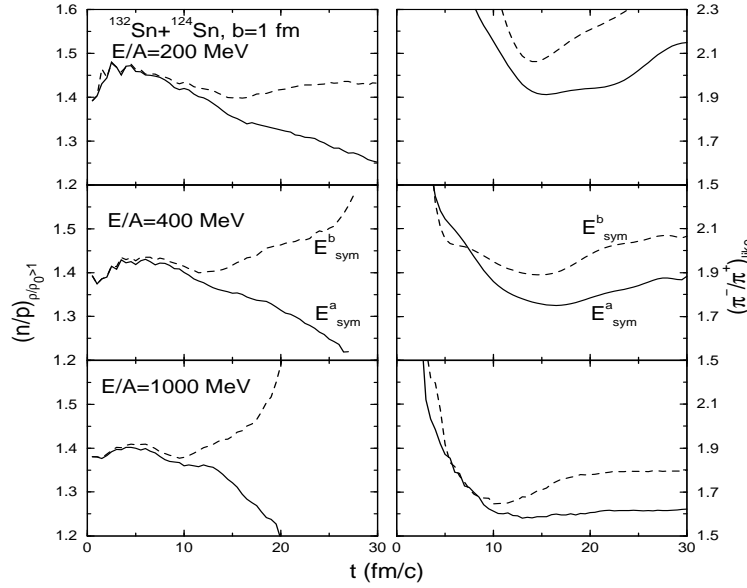 1.6
1.5
1.4
1.3
1.2
¹³²Sn+¹²⁴Sn, b=1 fm
E/A=200 MeV
2.3
2.1
1.9
1.7
1.5
1.5
1.4
1.3
1.2
E/A=400 MeV
E^b_sym
E^a_sym
E^b_sym
E^a_sym
2.1
1.9
1.7
1.5
(n/p)_ρ/ρ₀>1
(π⁻/π⁺)_like
1.5
1.4
1.3
1.2
E/A=1000 MeV
2.1
1.9
1.7
1.5
0 10 20 30
0 10 20 30
t (fm/c)